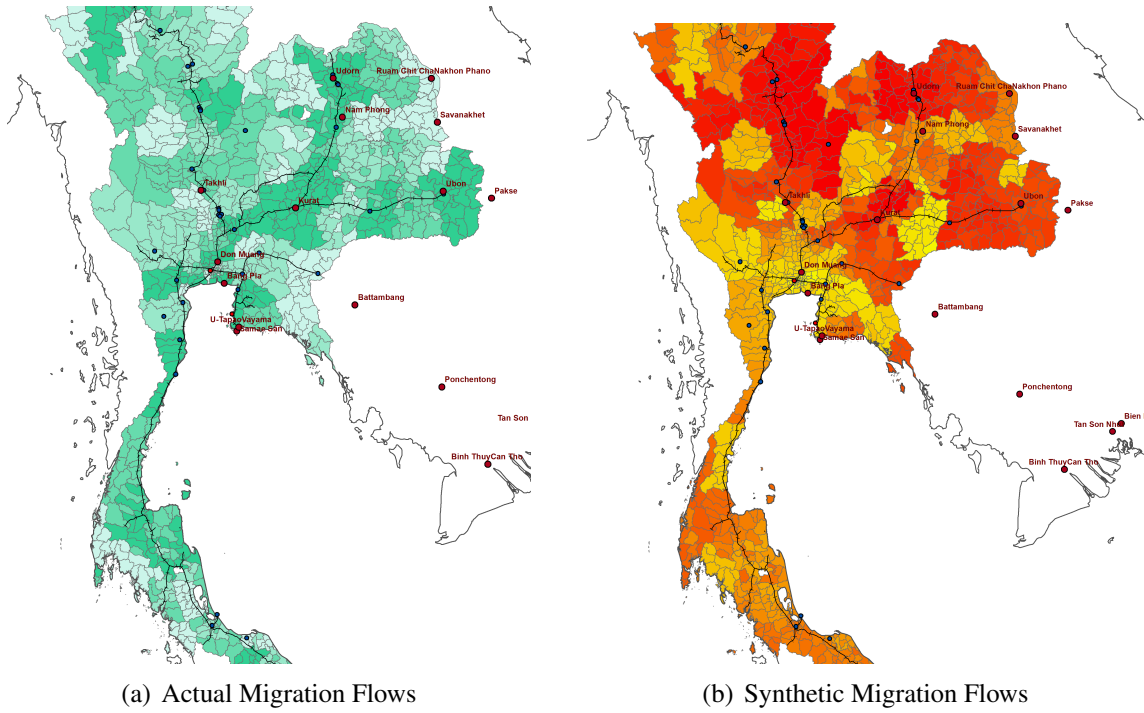 Udorn
Ruam Chit ChaNakhon Phano
Nam Phong
Savanakhet
Takhli
Ubon
Pakse
Kurat
Don Muang
Bang Pla
Battambang
U-TapaoVayama
Samae San
Ponchentong
Tan Son
Binh ThuyCan Tho
(a) Actual Migration Flows
Udorn
Ruam Chit ChaNakhon Phano
Nam Phong
Savanakhet
Takhli
Ubon
Pakse
Kurat
Don Muang
Bang Pla
Battambang
U-TapaoVayama
Samae San
Ponchentong
Bien
Tan Son Nhut
Binh ThuyCan Tho
(b) Synthetic Migration Flows